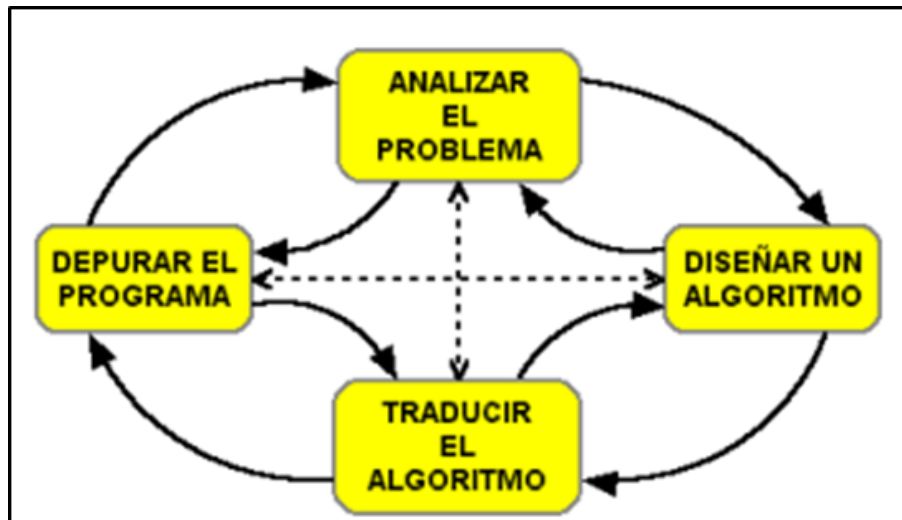 ANALIZAR
EL
PROBLEMA
DEPURAR EL
PROGRAMA
DISEÑAR UN
ALGORITMO
TRADUCIR
EL
ALGORITMO